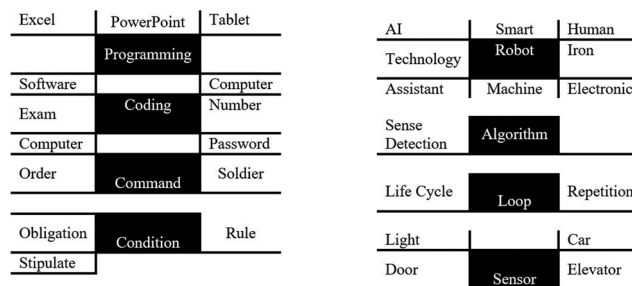 Excel PowerPoint Tablet
Programming
Software Computer
Exam Coding Number
Computer Password
Order Command Soldier
Obligation Condition Rule
Stipulate
AI Smart Human
Technology Robot Iron
Assistant Machine Electronic
Sense Detection Algorithm
Life Cycle Loop Repetition
Light Car
Door Sensor Elevator